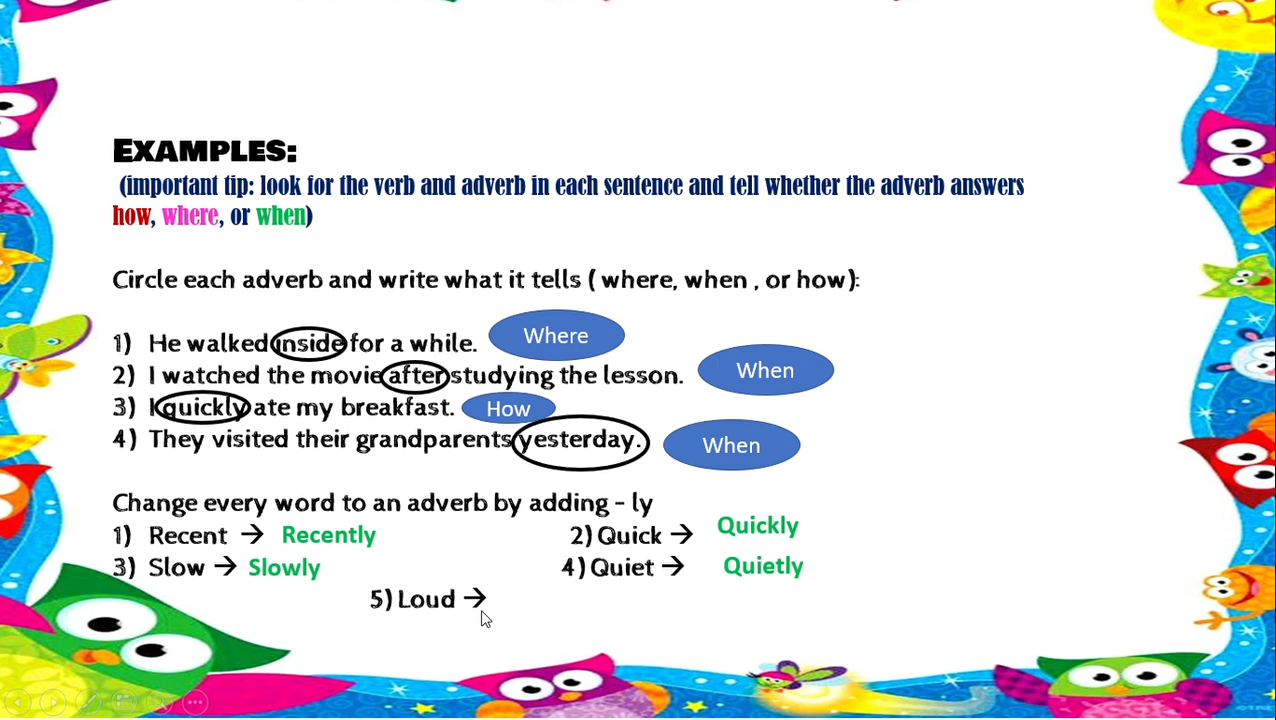 EXAMPLES:
(important tip: look for the verb and adverb in each sentence and tell whether the adverb answers
how, where, or when)
Circle each adverb and write what it tells ( where, when , or how):
1) He walked inside for a while. Where
2) I watched the movie after studying the lesson. When
3) I quickly ate my breakfast. How
4) They visited their grandparents yesterday. When
Change every word to an adverb by adding - ly
1) Recent → Recently 2) Quick → Quickly
3) Slow → Slowly 4) Quiet → Quietly
5) Loud →